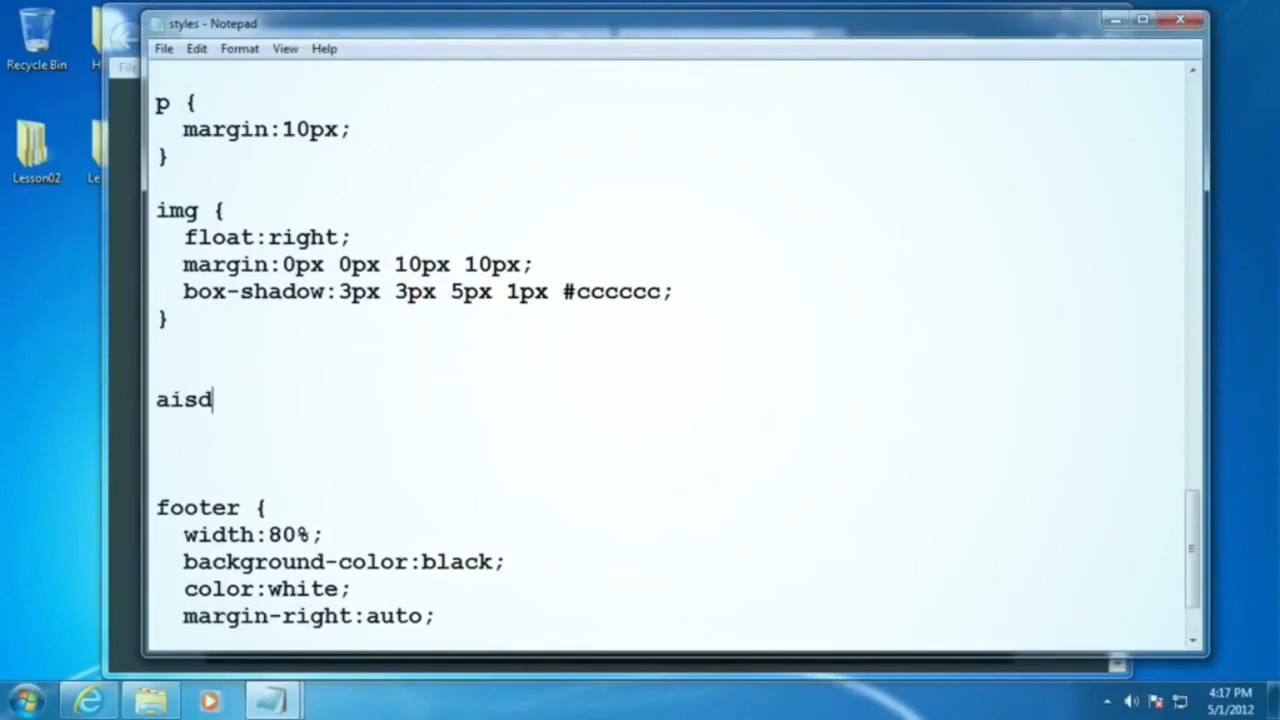 styles - Notepad
File Edit Format View Help
Recycle Bin
File
Lesson02
p {
margin:10px;
}
img {
float:right;
margin:0px 0px 10px 10px;
box-shadow:3px 3px 5px 1px #cccccc;
}
aisd
footer {
width:80%;
background-color:black;
color:white;
margin-right:auto;
4:17 PM
5/1/2012